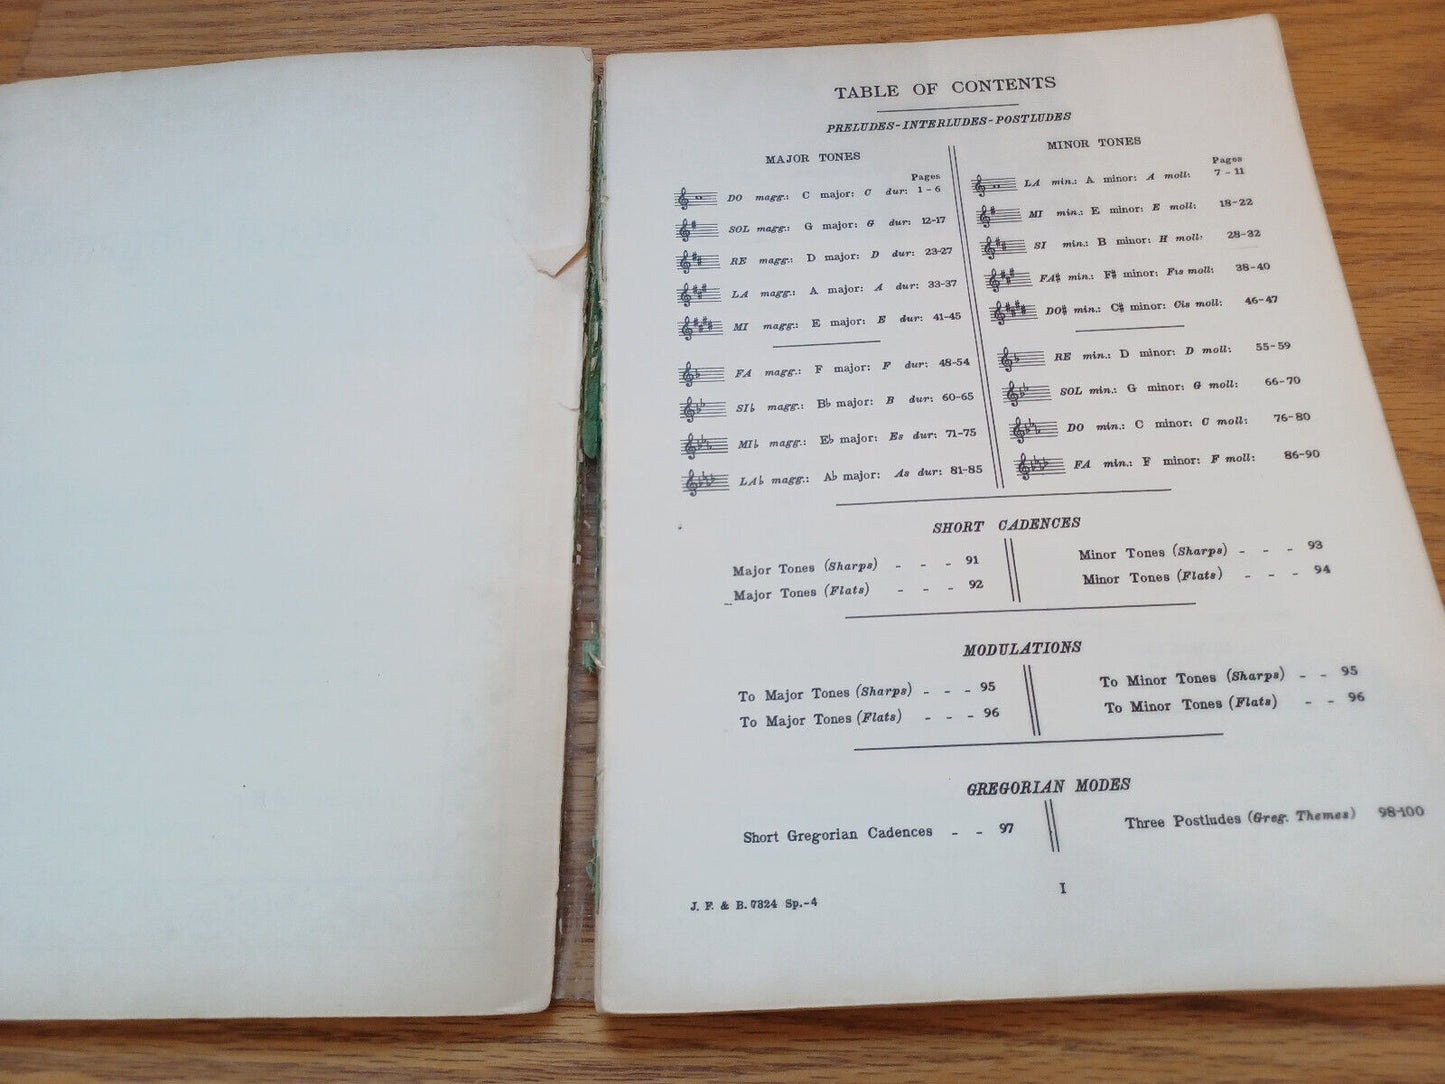 TABLE OF CONTENTS
PRELUDES-INTERLUDES-POSTLUDES
MAJOR TONES
Pages
DO magg.: C major: C dur: 1-6
SOL magg.: G major: G dur: 12-17
RE magg.: D major: D dur: 23-27
LA magg.: A major: A dur: 33-37
MI magg.: E major: E dur: 41-45
FA magg.: F major: F dur: 48-54
SI♭ magg.: B♭ major: B dur: 60-65
MI♭ magg.: E♭ major: Es dur: 71-75
LA♭ magg.: A♭ major: As dur: 81-85
MINOR TONES
Pages
LA min.: A minor: A moll: 7-11
MI min.: E minor: E moll: 18-22
SI min.: B minor: H moll: 28-32
FA♯ min.: F♯ minor: Fis moll: 38-40
DO♯ min.: C♯ minor: Cis moll: 46-47
RE min.: D minor: D moll: 55-59
SOL min.: G minor: G moll: 66-70
DO min.: C minor: C moll: 76-80
FA min.: F minor: F moll: 86-90
SHORT CADENCES
Major Tones (Sharps) - - - 91
Major Tones (Flats) - - - 92
Minor Tones (Sharps) - - - 93
Minor Tones (Flats) - - - 94
MODULATIONS
To Major Tones (Sharps) - - - 95
To Major Tones (Flats) - - - 96
To Minor Tones (Sharps) - - 95
To Minor Tones (Flats) - - 96
GREGORIAN MODES
Short Gregorian Cadences - - 97
Three Postludes (Greg. Themes) 98-100
I
J. F. & B. 7324 Sp.-4